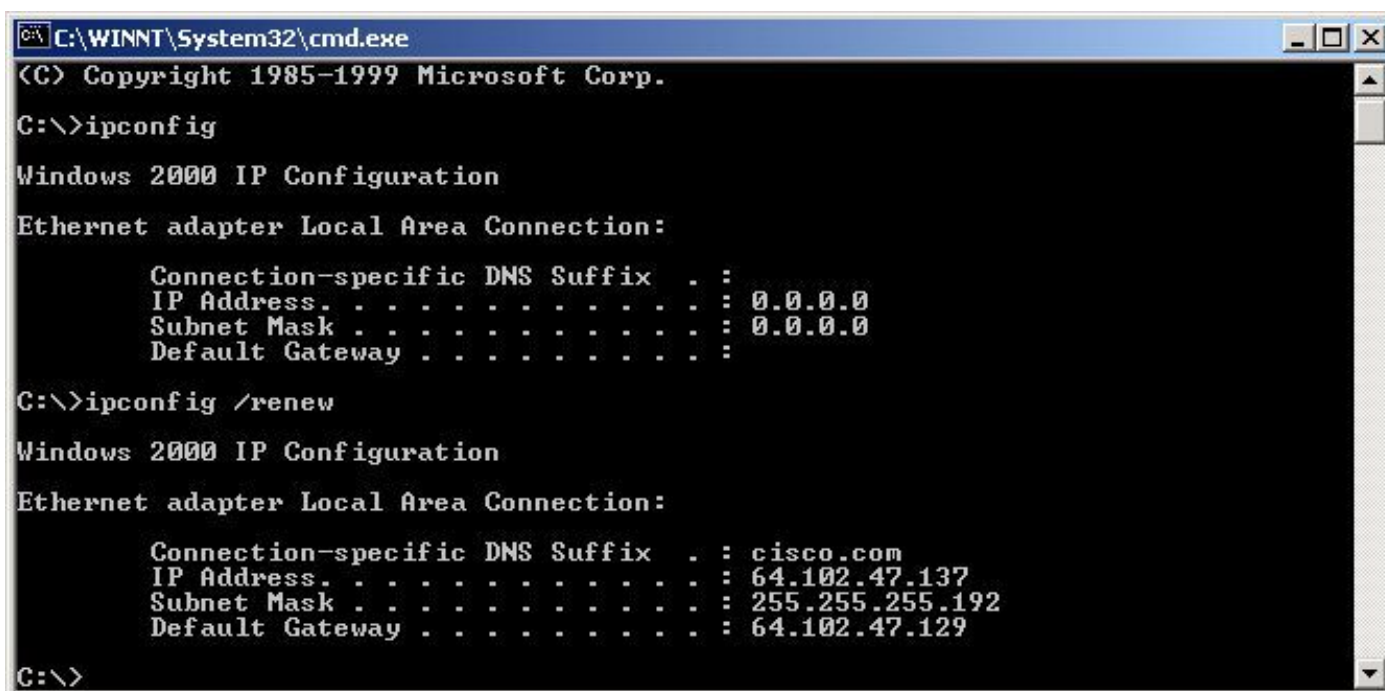 C:\WINNT\System32\cmd.exe
(C) Copyright 1985-1999 Microsoft Corp.
C:\>ipconfig
Windows 2000 IP Configuration
Ethernet adapter Local Area Connection:
Connection-specific DNS Suffix . :
IP Address. . . . . . . . . . . . : 0.0.0.0
Subnet Mask . . . . . . . . . . . : 0.0.0.0
Default Gateway . . . . . . . . . :
C:\>ipconfig /renew
Windows 2000 IP Configuration
Ethernet adapter Local Area Connection:
Connection-specific DNS Suffix . : cisco.com
IP Address. . . . . . . . . . . . : 64.102.47.137
Subnet Mask . . . . . . . . . . . : 255.255.255.192
Default Gateway . . . . . . . . . : 64.102.47.129
C:\>